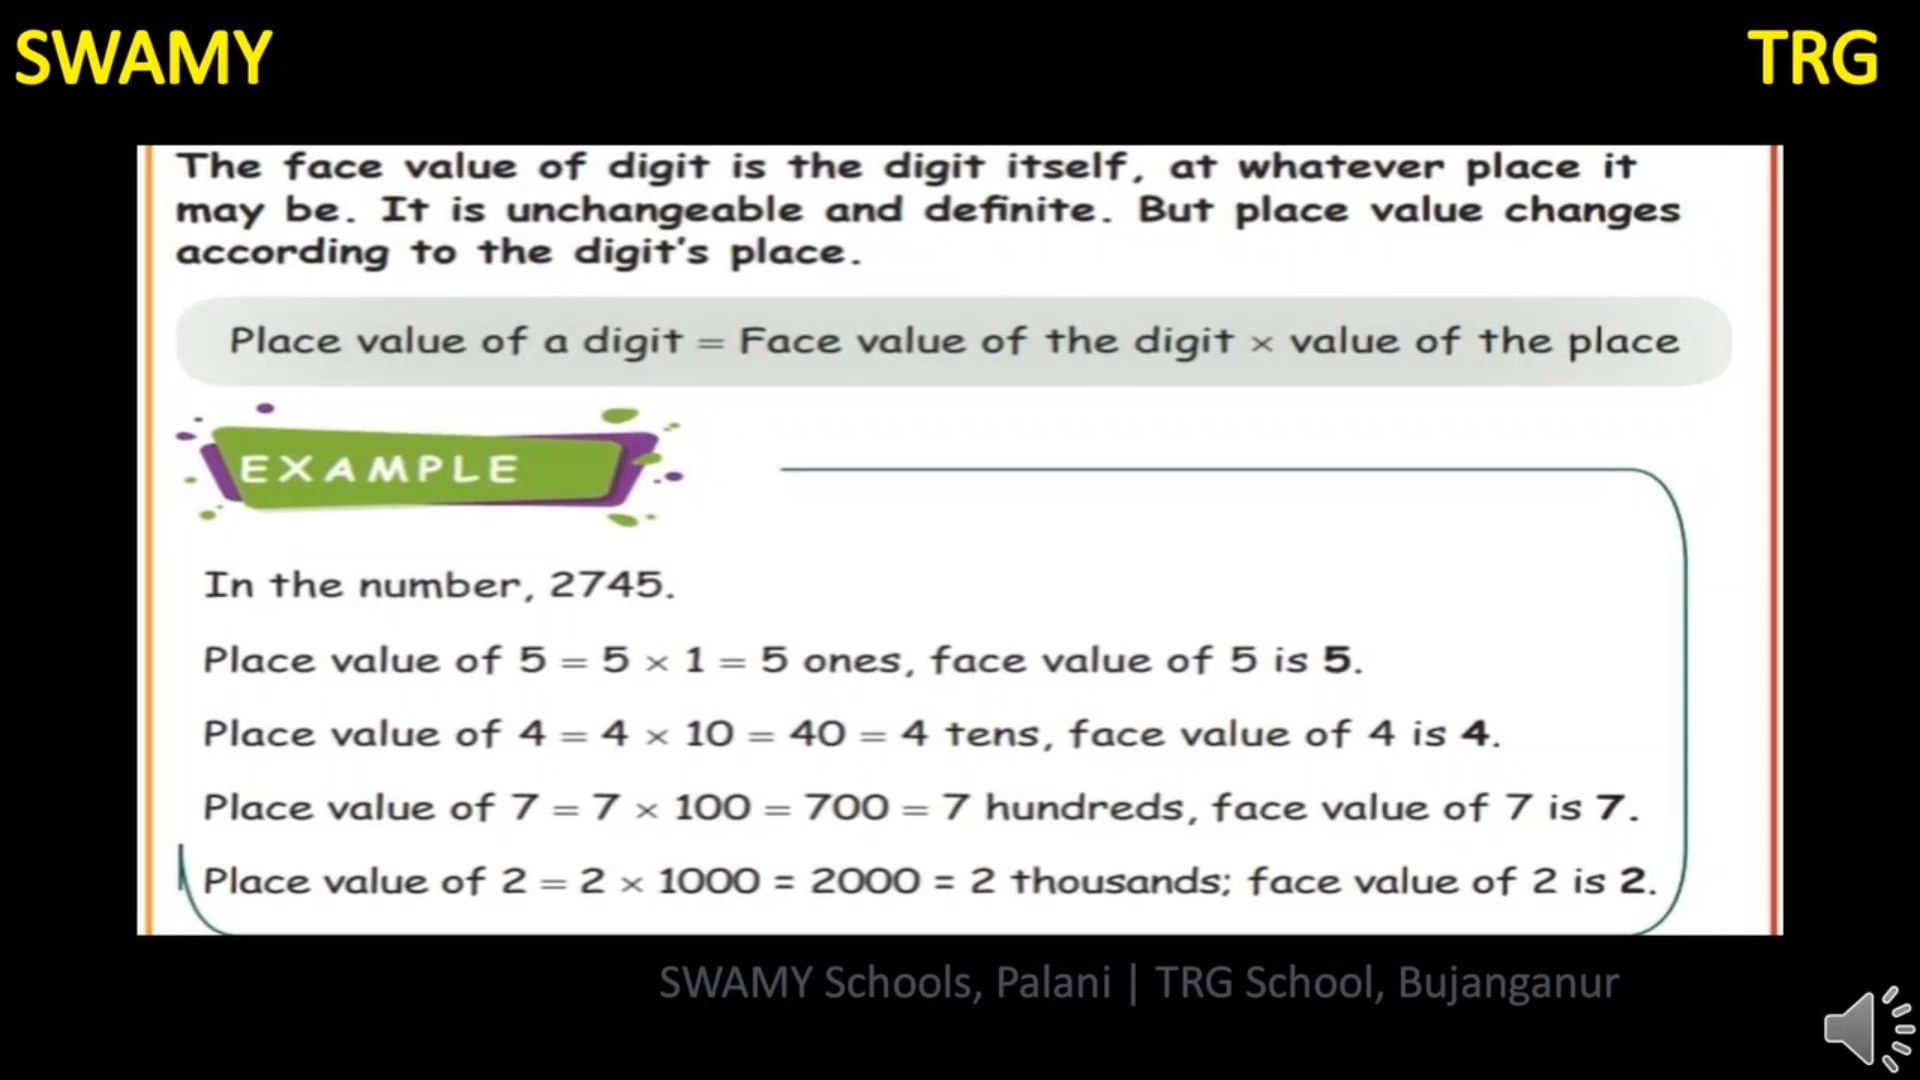 SWAMY
TRG
The face value of digit is the digit itself, at whatever place it
may be. It is unchangeable and definite. But place value changes
according to the digit's place.
Place value of a digit = Face value of the digit × value of the place
EXAMPLE
In the number, 2745.
Place value of 5 = 5 × 1 = 5 ones, face value of 5 is 5.
Place value of 4 = 4 × 10 = 40 = 4 tens, face value of 4 is 4.
Place value of 7 = 7 × 100 = 700 = 7 hundreds, face value of 7 is 7.
Place value of 2 = 2 × 1000 = 2000 = 2 thousands; face value of 2 is 2.
SWAMY Schools, Palani | TRG School, Bujanganur